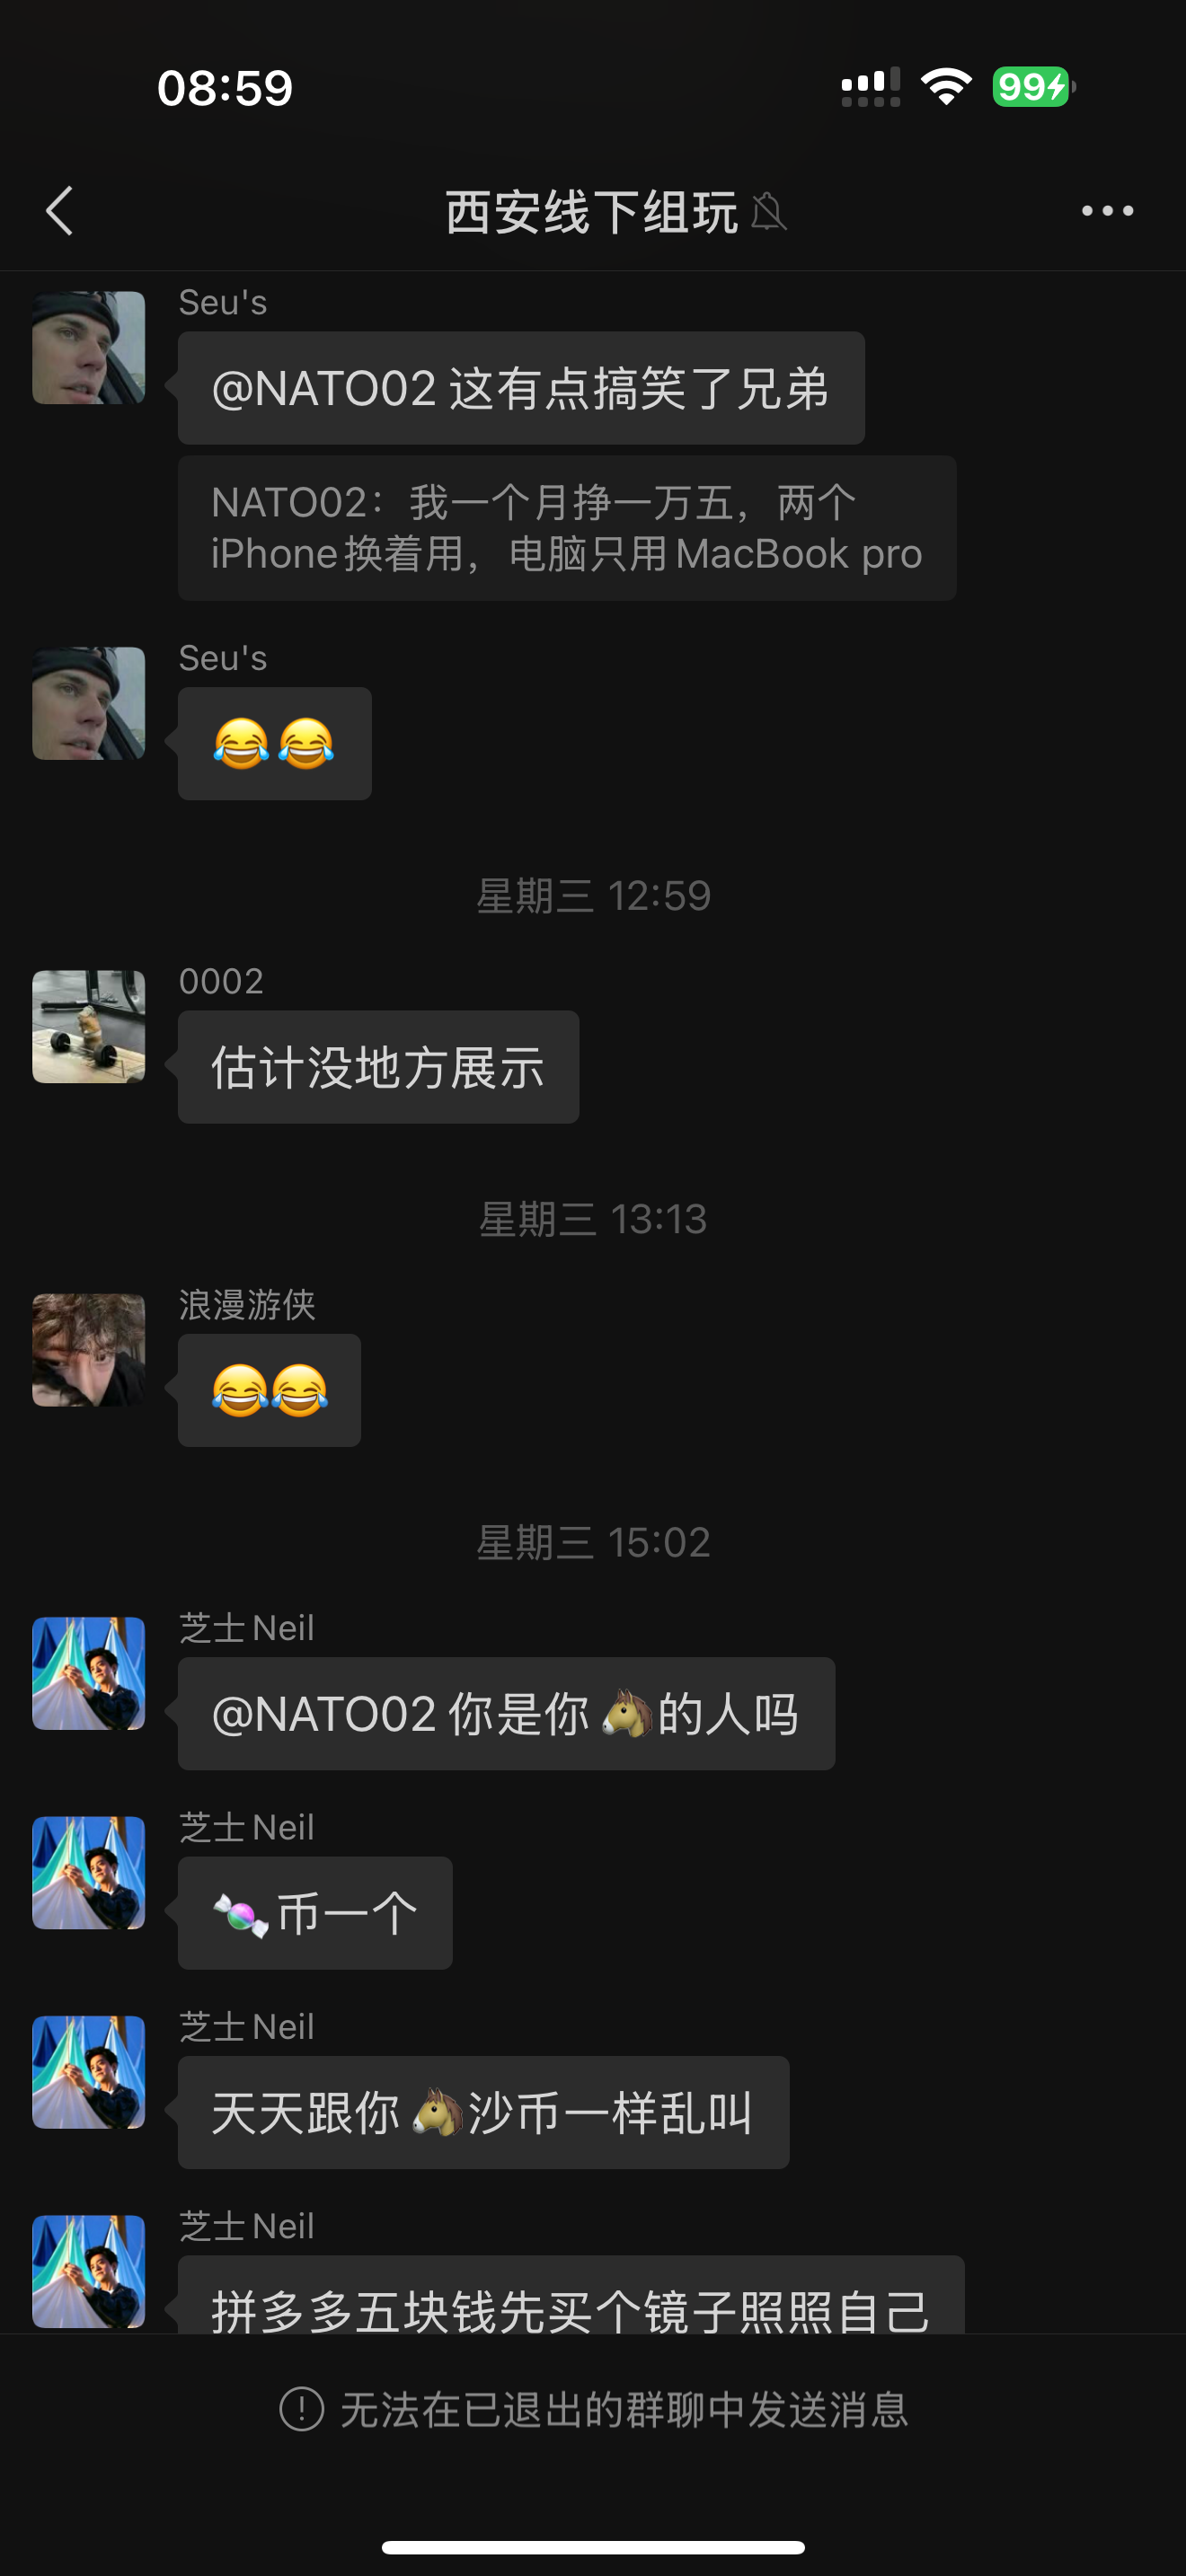 08:59
99
西安线下组玩
Seu's
@NATO02 这有点搞笑了兄弟
NATO02：我一个月挣一万五，两个
iPhone换着用，电脑只用MacBook pro
Seu's
😂😂
星期三 12:59
0002
估计没地方展示
星期三 13:13
浪漫游侠
😂😂
星期三 15:02
芝士Neil
@NATO02 你是你🐴的人吗
芝士Neil
🍬币一个
芝士Neil
天天跟你🐴沙币一样乱叫
芝士Neil
拼多多五块钱先买个镜子照照自己
无法在已退出的群聊中发送消息